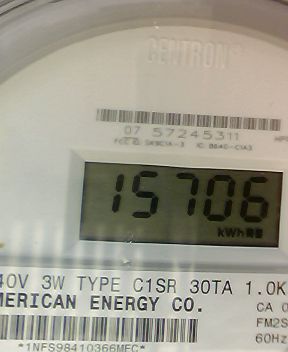 CENTRON®
07 57245311
15706
kWh
40V 3W TYPE C1SR 30TA 1.0K
MERICAN ENERGY CO.
CA 0
FM2S
60Hz
*1NFS98410366MEC*